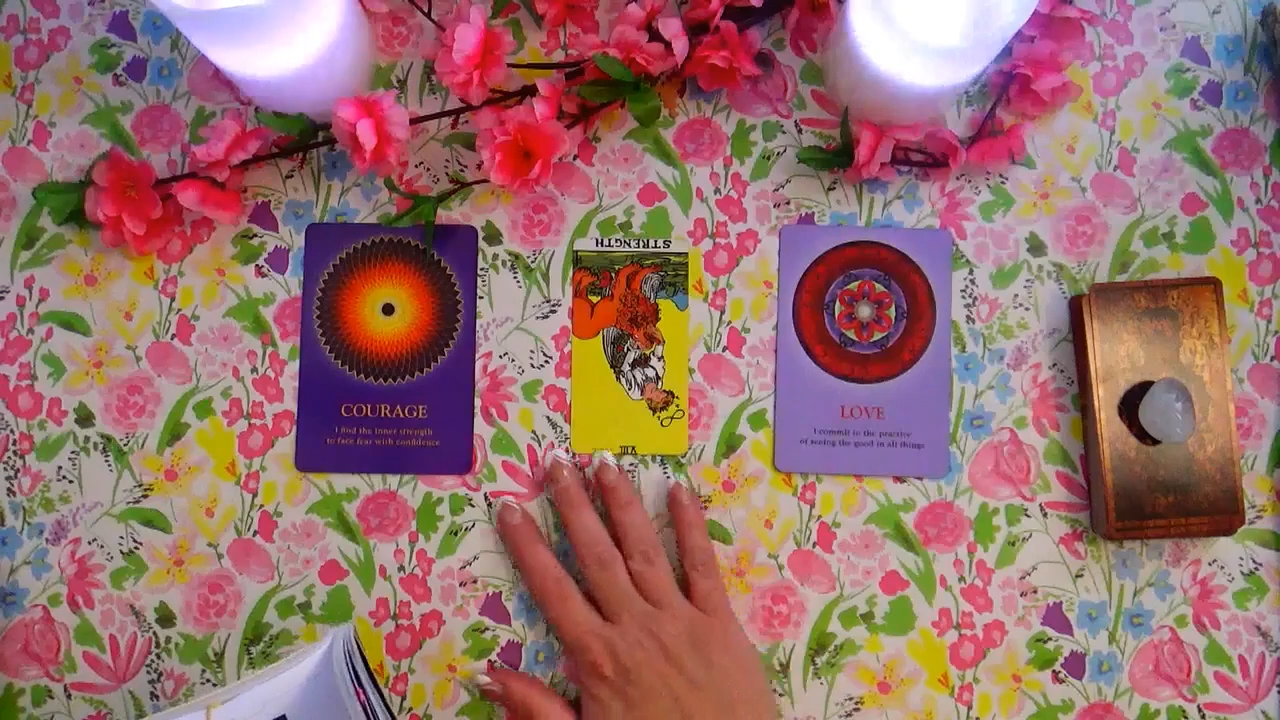 STRENGTH
COURAGE
I find the inner strength
to face fear with confidence
VIII
LOVE
I commit to the practice
of seeing the good in all things